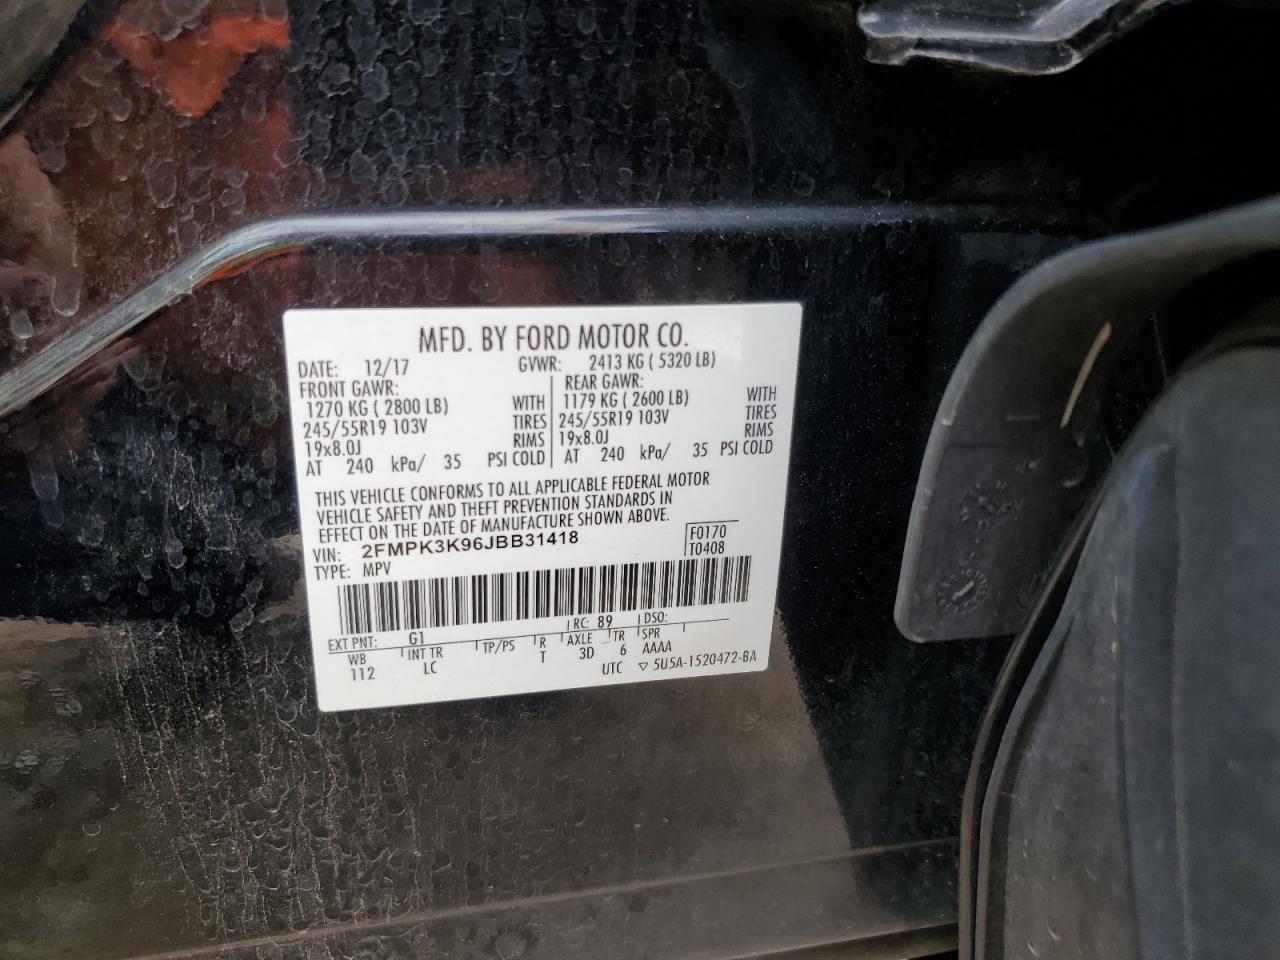 MFD. BY FORD MOTOR CO.
DATE: 12/17 GVWR: 2413 KG ( 5320 LB)
FRONT GAWR: REAR GAWR:
1270 KG ( 2800 LB) WITH 1179 KG ( 2600 LB) WITH
245/55R19 103V TIRES 245/55R19 103V TIRES
19x8.0J RIMS 19x8.0J RIMS
AT 240 kPa/ 35 PSI COLD AT 240 kPa/ 35 PSI COLD
THIS VEHICLE CONFORMS TO ALL APPLICABLE FEDERAL MOTOR
VEHICLE SAFETY AND THEFT PREVENTION STANDARDS IN
EFFECT ON THE DATE OF MANUFACTURE SHOWN ABOVE.
VIN: 2FMPK3K96JBB31418 F0170
TYPE: MPV T0408
EXT PNT: G1 RC: 89 DSO:
WB INT TR TP/PS R AXLE TR SPR
112 LC T 3D 6 AAAA
UTC ▽ 5U5A-1520472-BA